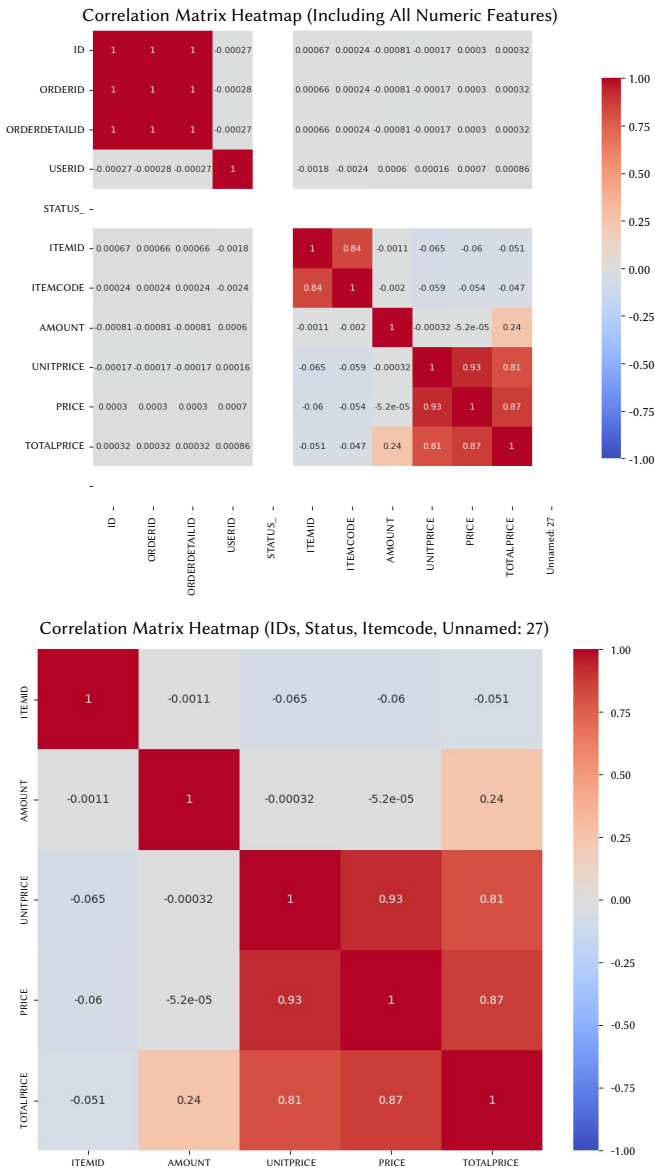 Correlation Matrix Heatmap (Including All Numeric Features)
ID 1 1 1 -0.00027 0.00067 0.00024 -0.00081 -0.00017 0.0003 0.00032
ORDERID 1 1 1 -0.00028 0.00066 0.00024 -0.00081 -0.00017 0.0003 0.00032
ORDERDETAILID 1 1 1 -0.00027 0.00066 0.00024 -0.00081 -0.00017 0.0003 0.00032
USERID -0.00027 -0.00028 -0.00027 1 -0.0018 -0.0024 0.0006 0.00016 0.0007 0.00086
STATUS_
ITEMID 0.00067 0.00066 0.00066 -0.0018 1 0.84 -0.0011 -0.065 -0.06 -0.051
ITEMCODE 0.00024 0.00024 0.00024 -0.0024 0.84 1 -0.002 -0.059 -0.054 -0.047
AMOUNT -0.00081 -0.00081 -0.00081 0.0006 -0.0011 -0.002 1 -0.00032 -5.2e-05 0.24
UNITPRICE -0.00017 -0.00017 -0.00017 0.00016 -0.065 -0.059 -0.00032 1 0.93 0.81
PRICE 0.0003 0.0003 0.0003 0.0007 -0.06 -0.054 -5.2e-05 0.93 1 0.87
TOTALPRICE 0.00032 0.00032 0.00032 0.00086 -0.051 -0.047 0.24 0.81 0.87 1
ID ORDERID ORDERDETAILID USERID STATUS_ ITEMID ITEMCODE AMOUNT UNITPRICE PRICE TOTALPRICE Unnamed: 27
1.00
0.75
0.50
0.25
0.00
-0.25
-0.50
-0.75
-1.00
Correlation Matrix Heatmap (IDs, Status, Itemcode, Unnamed: 27)
ITEMID 1 -0.0011 -0.065 -0.06 -0.051
AMOUNT -0.0011 1 -0.00032 -5.2e-05 0.24
UNITPRICE -0.065 -0.00032 1 0.93 0.81
PRICE -0.06 -5.2e-05 0.93 1 0.87
TOTALPRICE -0.051 0.24 0.81 0.87 1
ITEMID AMOUNT UNITPRICE PRICE TOTALPRICE
1.00
0.75
0.50
0.25
0.00
-0.25
-0.50
-0.75
-1.00